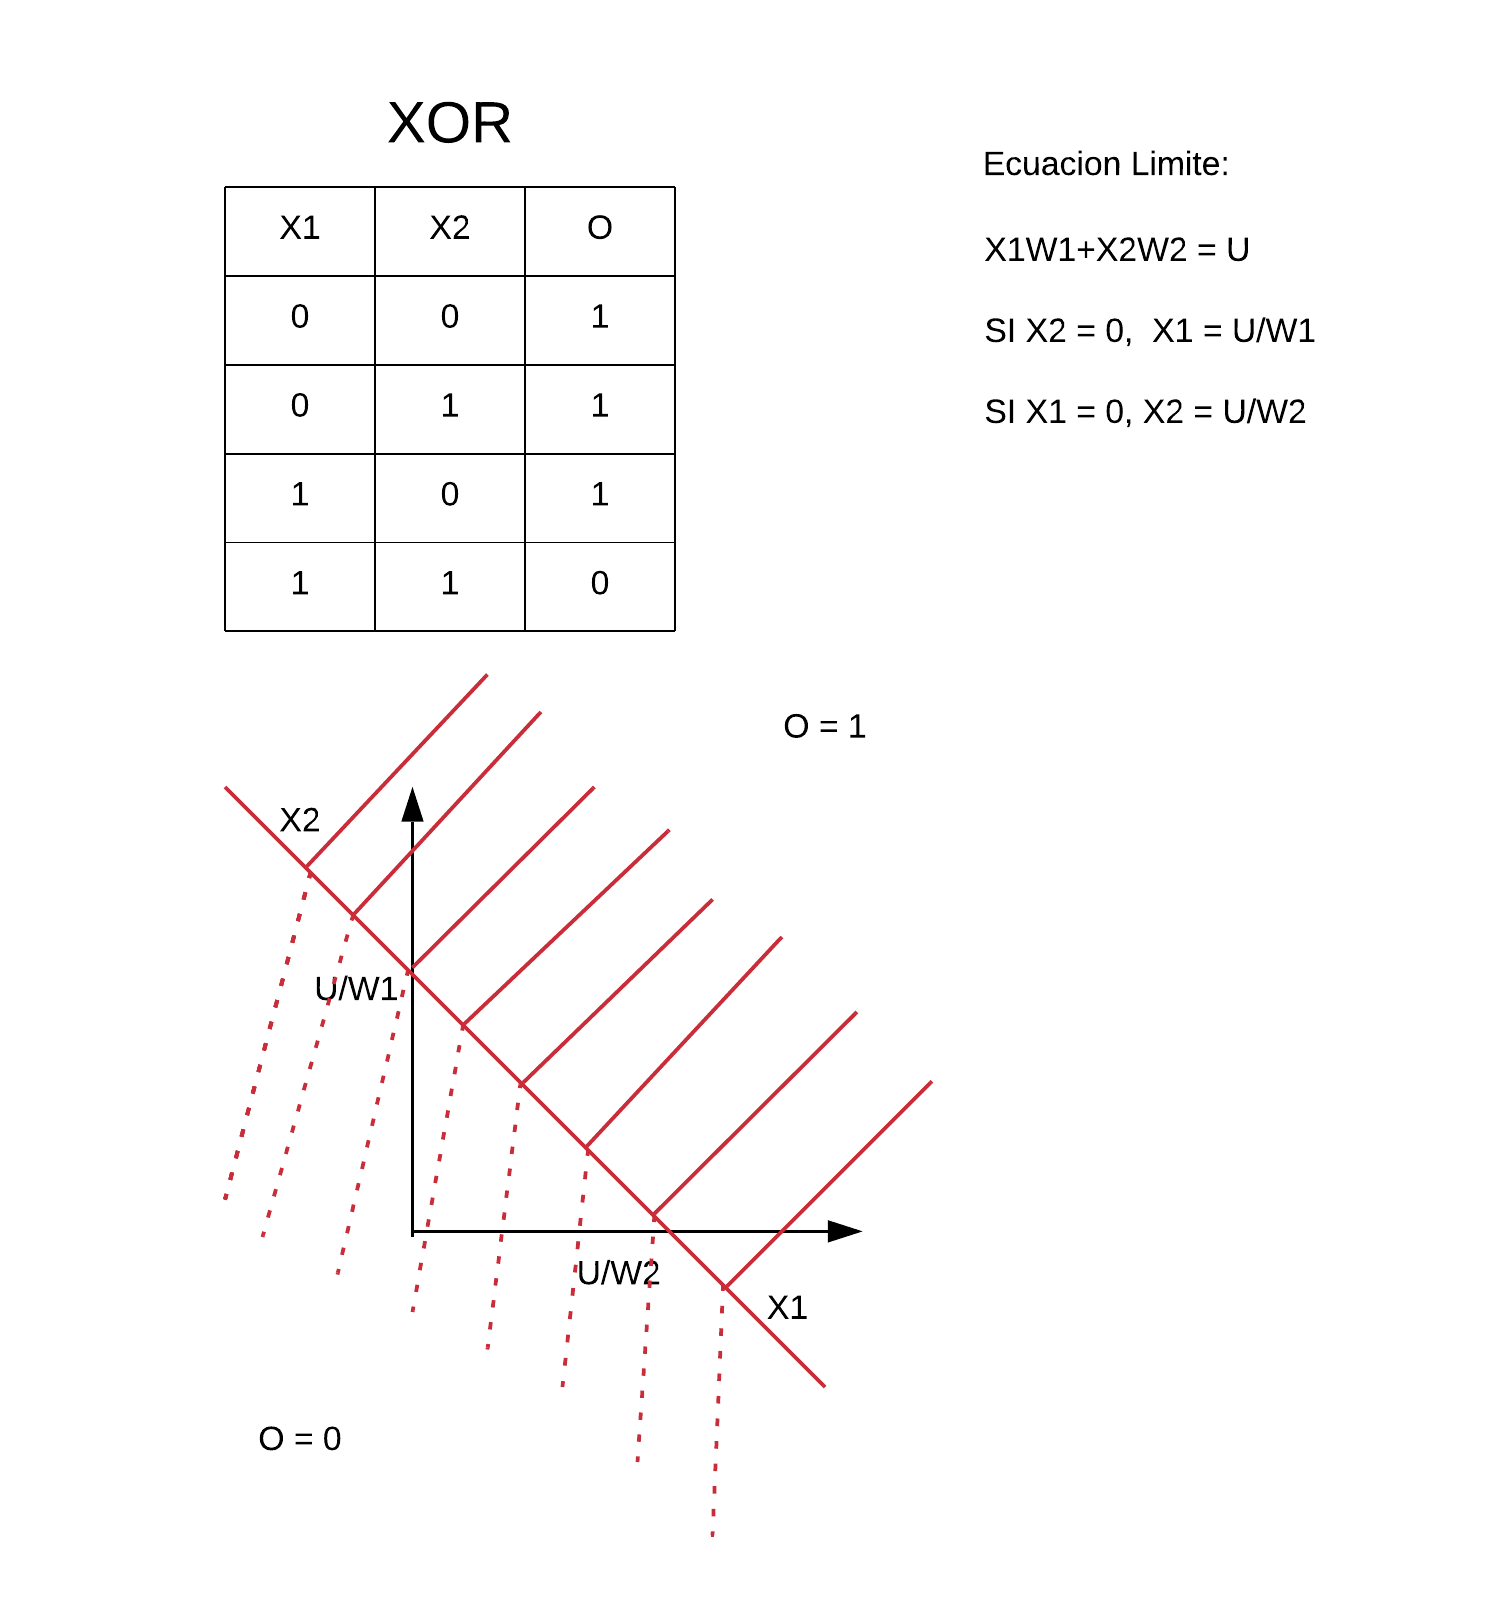 XOR
X1 X2 O
0 0 1
0 1 1
1 0 1
1 1 0
Ecuacion Limite:
X1W1+X2W2 = U
SI X2 = 0,  X1 = U/W1
SI X1 = 0, X2 = U/W2
O = 1
X2
U/W1
U/W2
X1
O = 0